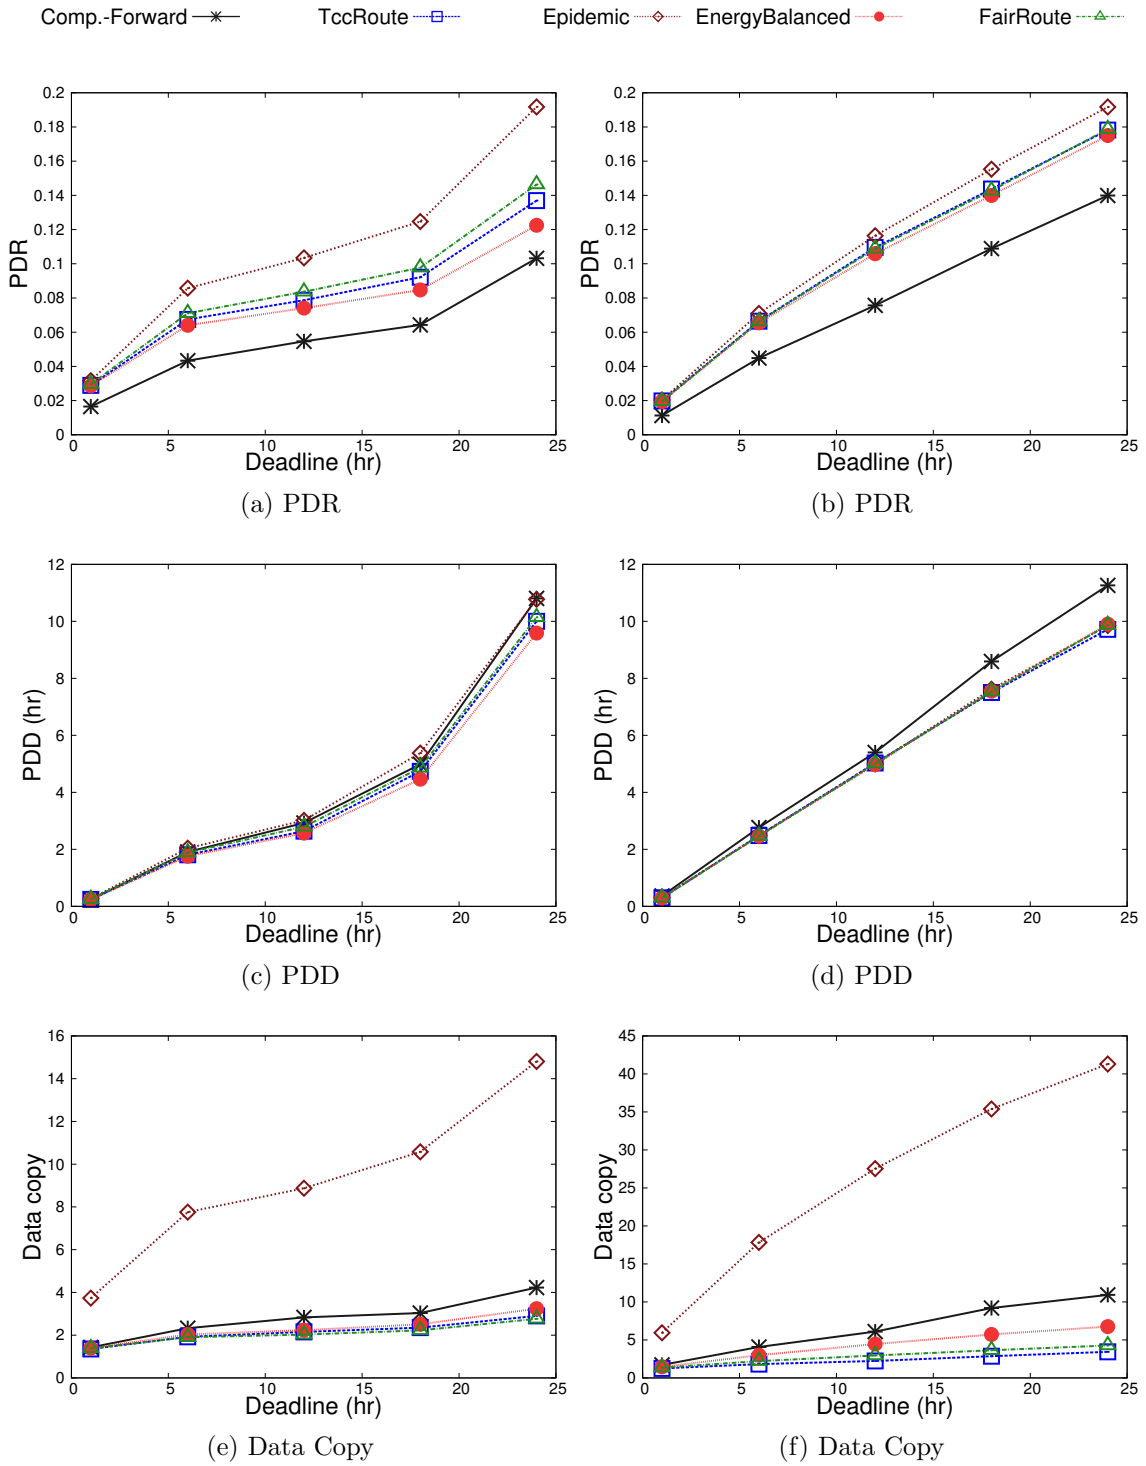 Comp.-Forward TccRoute Epidemic EnergyBalanced FairRoute
0.2
0.18
0.16
0.14
0.12
0.1
0.08
0.06
0.04
0.02
0
PDR
0 5 10 15 20 25
Deadline (hr)
(a) PDR
0.2
0.18
0.16
0.14
0.12
0.1
0.08
0.06
0.04
0.02
0
PDR
0 5 10 15 20 25
Deadline (hr)
(b) PDR
12
10
8
6
4
2
0
PDD (hr)
0 5 10 15 20 25
Deadline (hr)
(c) PDD
12
10
8
6
4
2
0
PDD (hr)
0 5 10 15 20 25
Deadline (hr)
(d) PDD
16
14
12
10
8
6
4
2
0
Data copy
0 5 10 15 20 25
Deadline (hr)
(e) Data Copy
45
40
35
30
25
20
15
10
5
0
Data copy
0 5 10 15 20 25
Deadline (hr)
(f) Data Copy